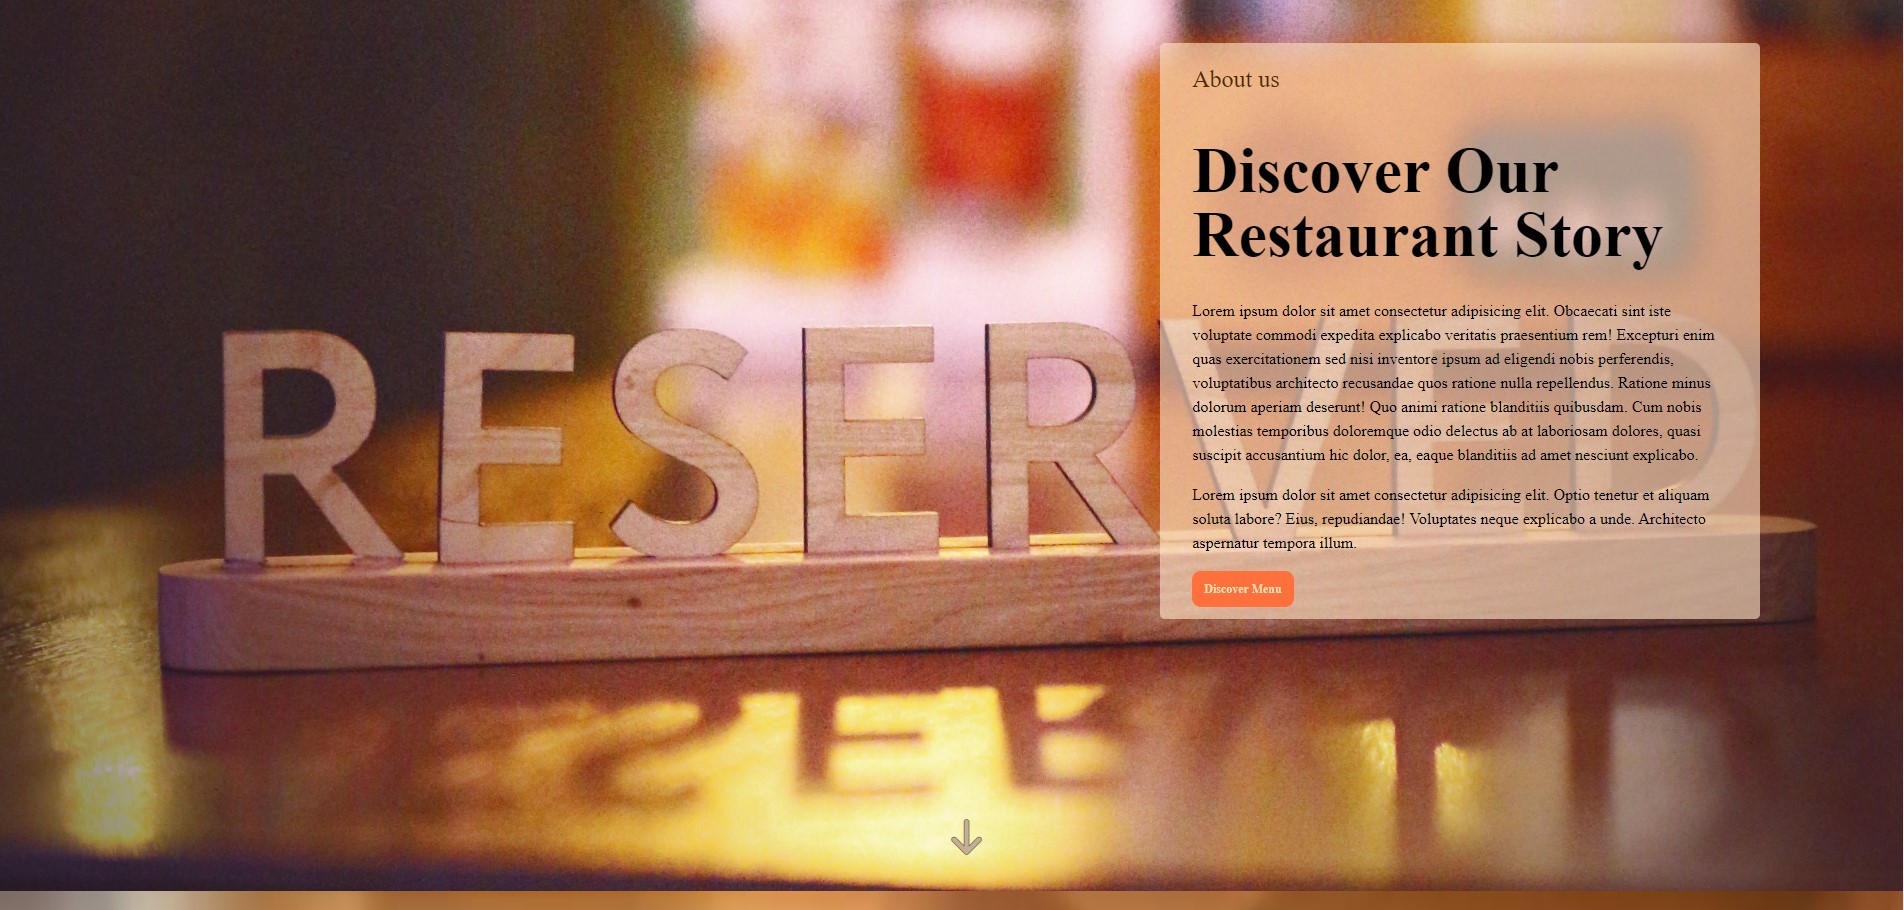 About us
Discover Our
Restaurant Story
Lorem ipsum dolor sit amet consectetur adipisicing elit. Obcaecati sint iste
voluptate commodi expedita explicabo veritatis praesentium rem! Excepturi enim
quas exercitationem sed nisi inventore ipsum ad eligendi nobis perferendis,
voluptatibus architecto recusandae quos ratione nulla repellendus. Ratione minus
dolorum aperiam deserunt! Quo animi ratione blanditiis quibusdam. Cum nobis
molestias temporibus doloremque odio delectus ab at laboriosam dolores, quasi
suscipit accusantium hic dolor, ea, eaque blanditiis ad amet nesciunt explicabo.
Lorem ipsum dolor sit amet consectetur adipisicing elit. Optio tenetur et aliquam
soluta labore? Eius, repudiandae! Voluptates neque explicabo a unde. Architecto
aspernatur tempora illum.
Discover Menu
RESERVED